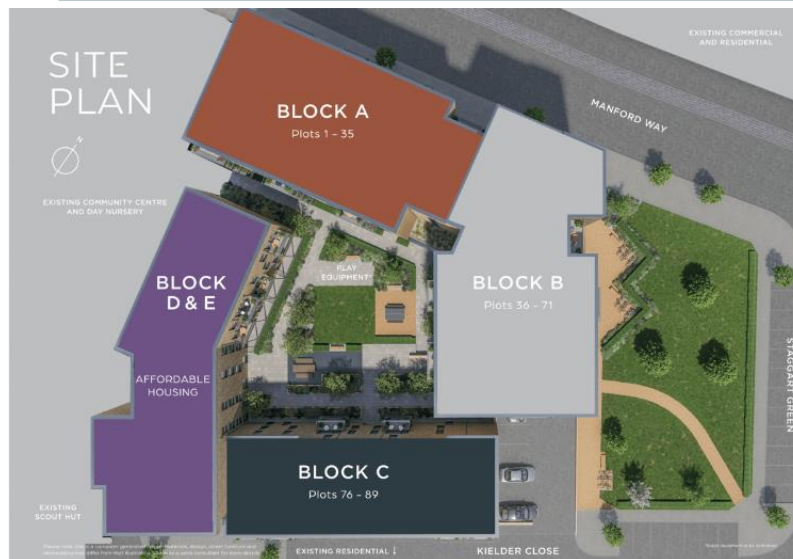 SITE
PLAN
N
EXISTING COMMERCIAL
AND RESIDENTIAL
MANFORD WAY
BLOCK A
Plots 1 - 35
EXISTING COMMUNITY CENTRE
AND DAY NURSERY
PLAY
EQUIPMENT*
BLOCK
D & E
BLOCK B
Plots 36 - 71
AFFORDABLE
HOUSING
STAGGART GREEN
BLOCK C
Plots 76 - 89
EXISTING
SCOUT HUT
EXISTING RESIDENTIAL ↓
KIELDER CLOSE